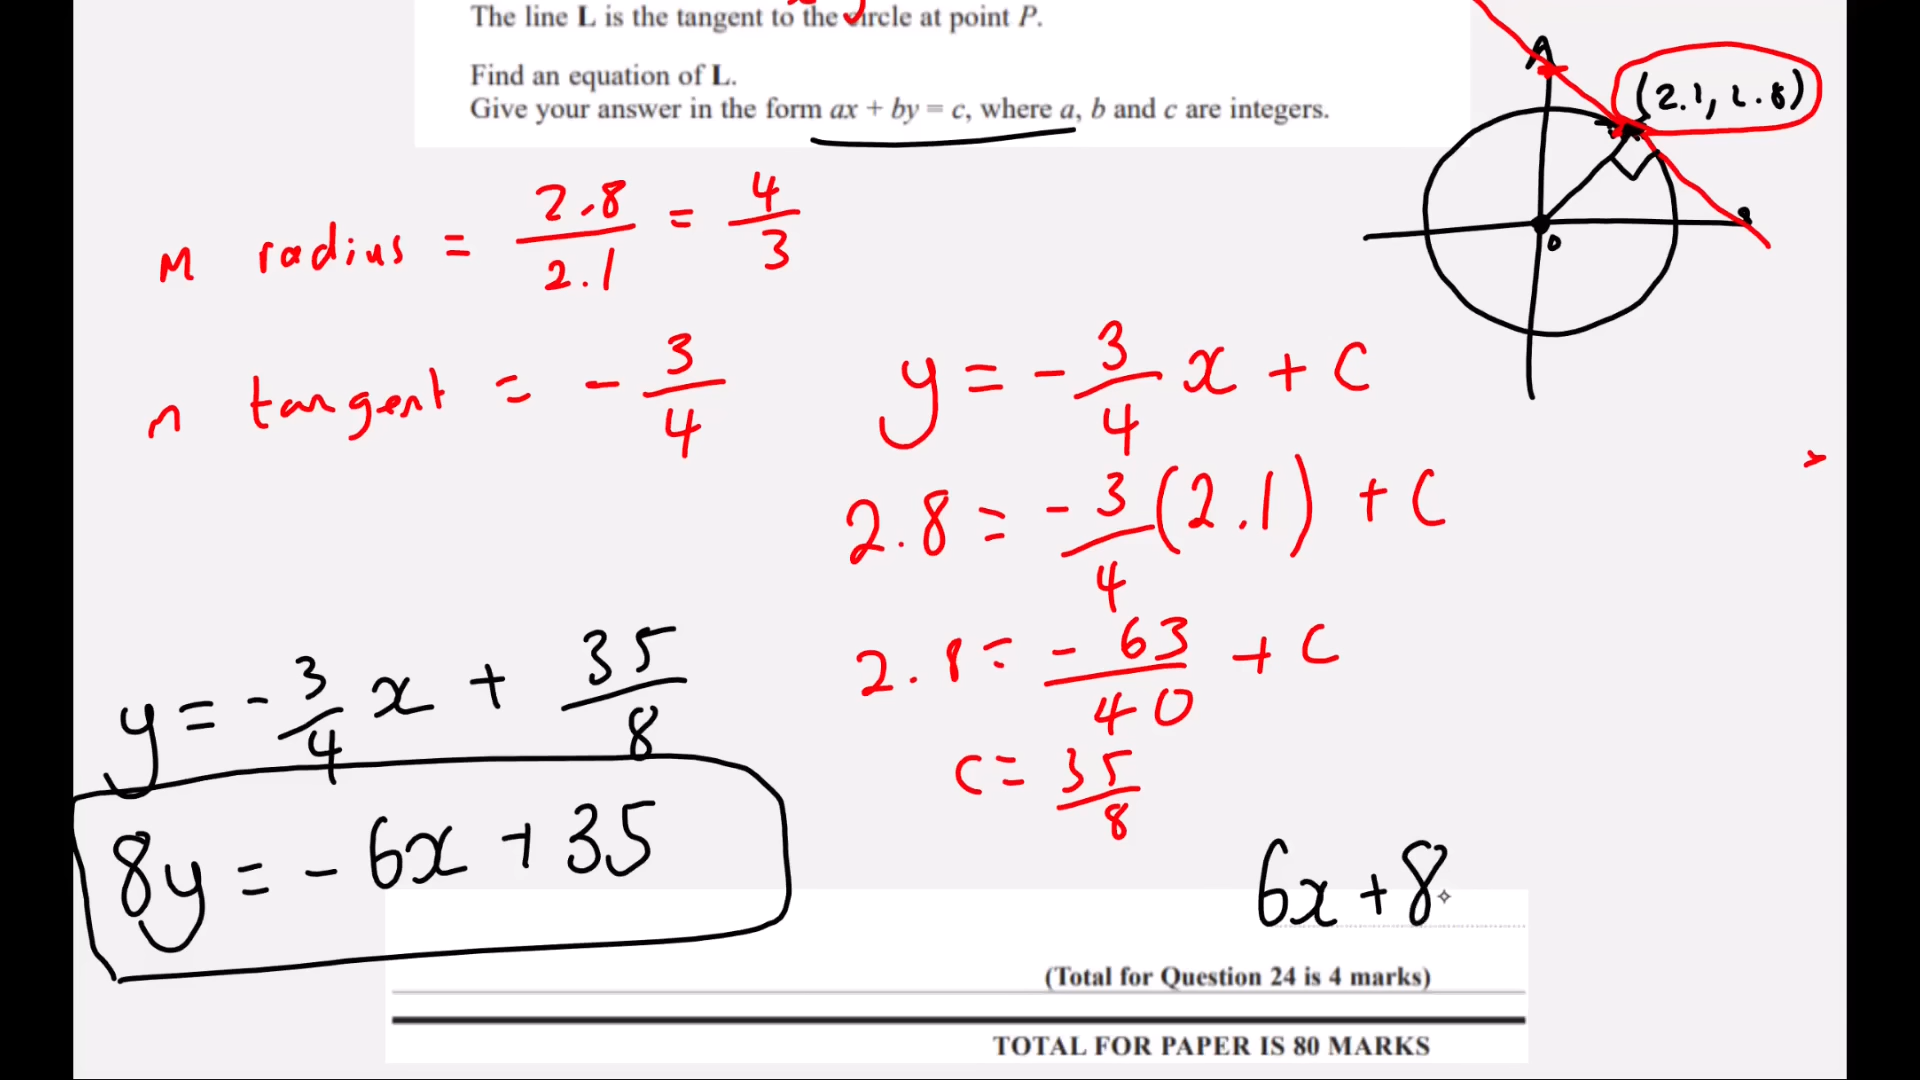 The line L is the tangent to the circle at point P.
Find an equation of L.
Give your answer in the form ax + by = c, where a, b and c are integers.
A
(2.1, 2.8)
O
m radius = 2.8/2.1 = 4/3
m tangent = - 3/4
y = - 3/4 x + c
2.8 = - 3/4 (2.1) + c
2.8 = - 63/40 + c
c = 35/8
y = - 3/4 x + 35/8
8y = - 6x + 35
6x + 8
(Total for Question 24 is 4 marks)
TOTAL FOR PAPER IS 80 MARKS